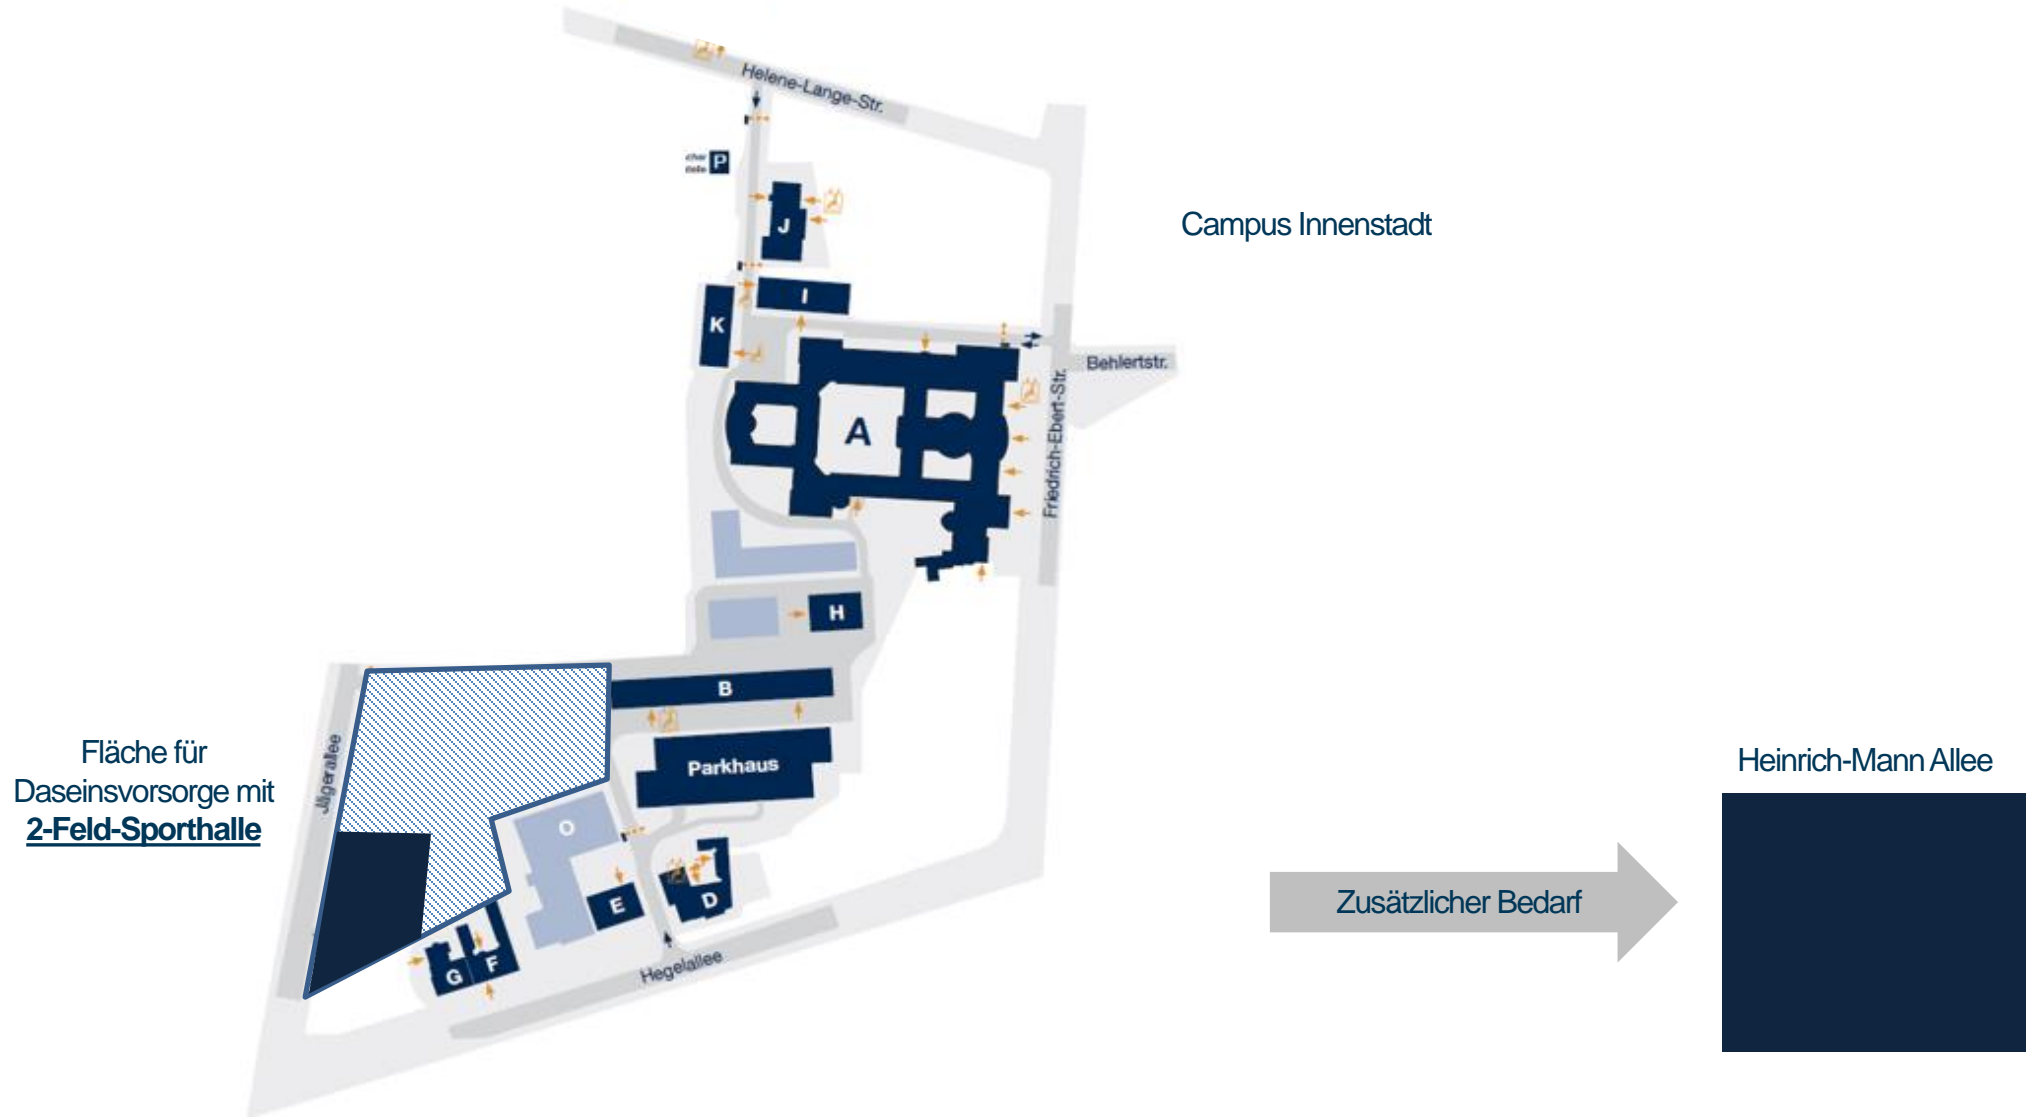 Helene-Lange-Str.
P
J
Campus Innenstadt
I
K
Behlertstr.
A
Friedrich-Ebert-Str.
H
B
Fläche für
Daseinsvorsorge mit
2-Feld-Sporthalle
Jägerallee
Parkhaus
Heinrich-Mann Allee
O
E
D
Zusätzlicher Bedarf
G
F
Hegelallee